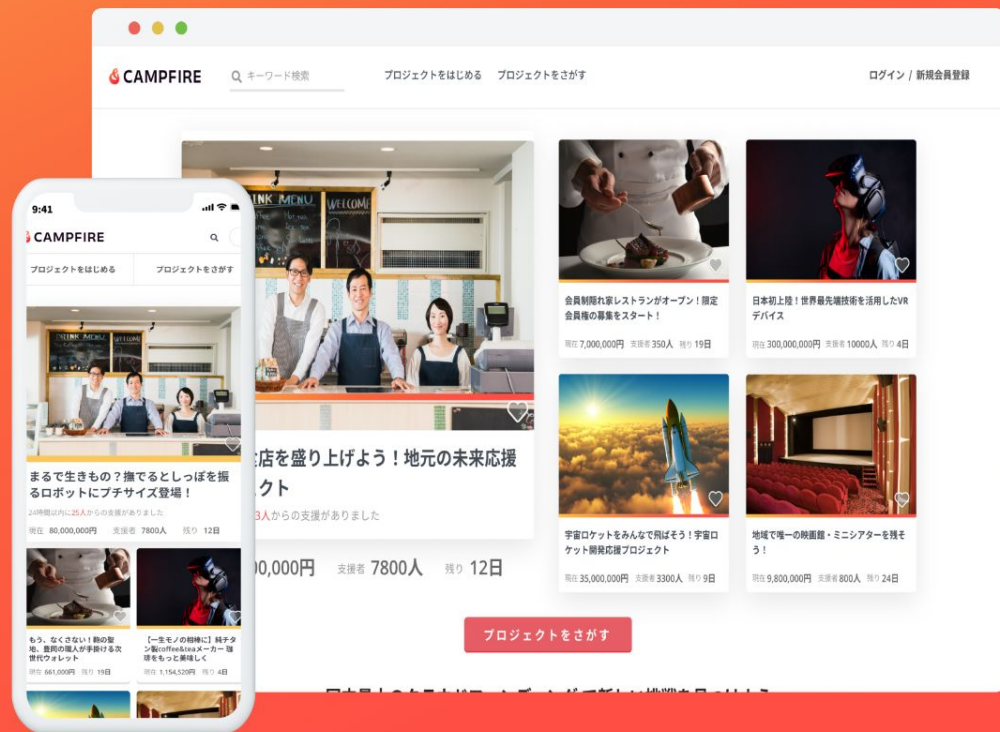 CAMPFIRE
キーワード検索
プロジェクトをはじめる
プロジェクトをさがす
ログイン / 新規会員登録
WELCOME
店を盛り上げよう！地元の未来応援
クト
3人からの支援がありました
00,000円 支援者 7800人 残り 12日
会員制隠れ家レストランがオープン！限定
会員権の募集をスタート！
現在 7,000,000円 支援者 350人 残り 19日
日本初上陸！世界最先端技術を活用したVR
デバイス
現在 300,000,000円 支援者 10000人 残り 4日
宇宙ロケットをみんなで飛ばそう！宇宙ロ
ケット開発応援プロジェクト
現在 35,000,000円 支援者 3300人 残り 9日
地域で唯一の映画館・ミニシアターを残そ
う！
現在 9,800,000円 支援者 800人 残り 24日
プロジェクトをさがす
9:41
CAMPFIRE
プロジェクトをはじめる
プロジェクトをさがす
まるで生きもの？撫でるとしっぽを振
るロボットにプチサイズ登場！
24時間以内に25人からの支援がありました
現在 80,000,000円 支援者 7800人 残り 12日
もう、なくさない！鞄の聖
地、豊岡の職人が手掛ける次
世代ウォレット
現在 661,000円 残り 19日
【一生モノの相棒に】純チタ
ン製coffee&teaメーカー 珈
琲をもっと美味しく
現在 1,154,520円 残り 4日